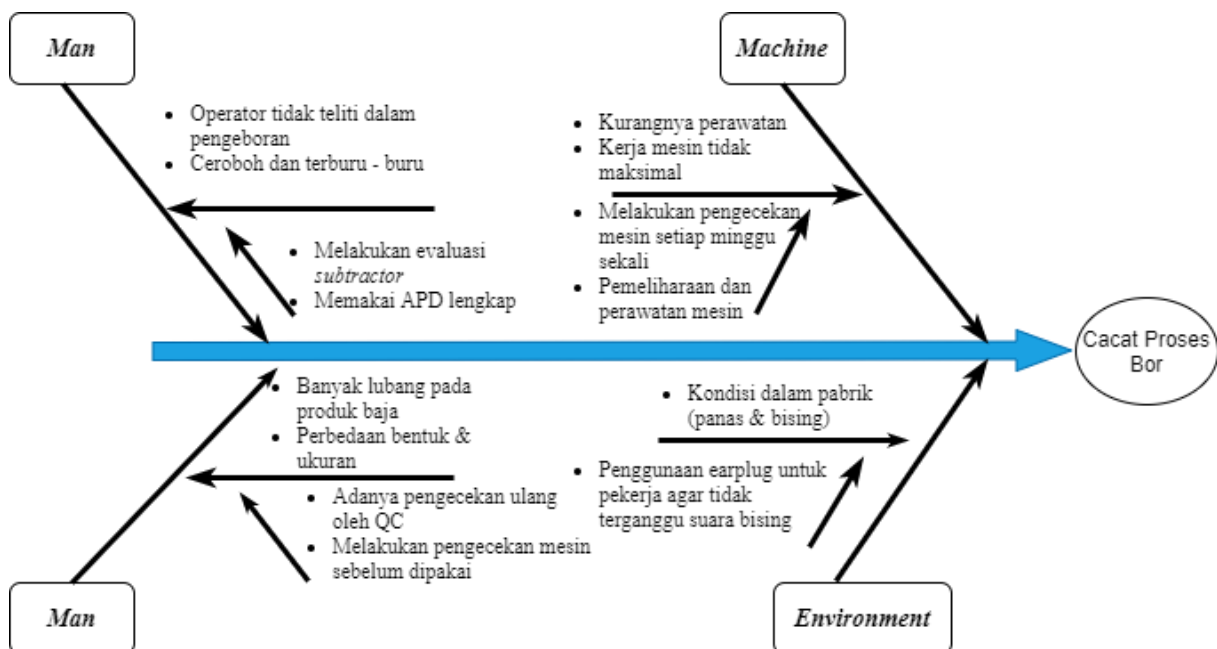 Man
Machine
• Operator tidak teliti dalam
pengeboran
• Ceroboh dan terburu - buru
• Melakukan evaluasi
subtractor
• Memakai APD lengkap
• Kurangnya perawatan
• Kerja mesin tidak
maksimal
• Melakukan pengecekan
mesin setiap minggu
sekali
• Pemeliharaan dan
perawatan mesin
Cacat Proses
Bor
• Banyak lubang pada
produk baja
• Perbedaan bentuk &
ukuran
• Adanya pengecekan ulang
oleh QC
• Melakukan pengecekan mesin
sebelum dipakai
• Kondisi dalam pabrik
(panas & bising)
• Penggunaan earplug untuk
pekerja agar tidak
terganggu suara bising
Man
Environment